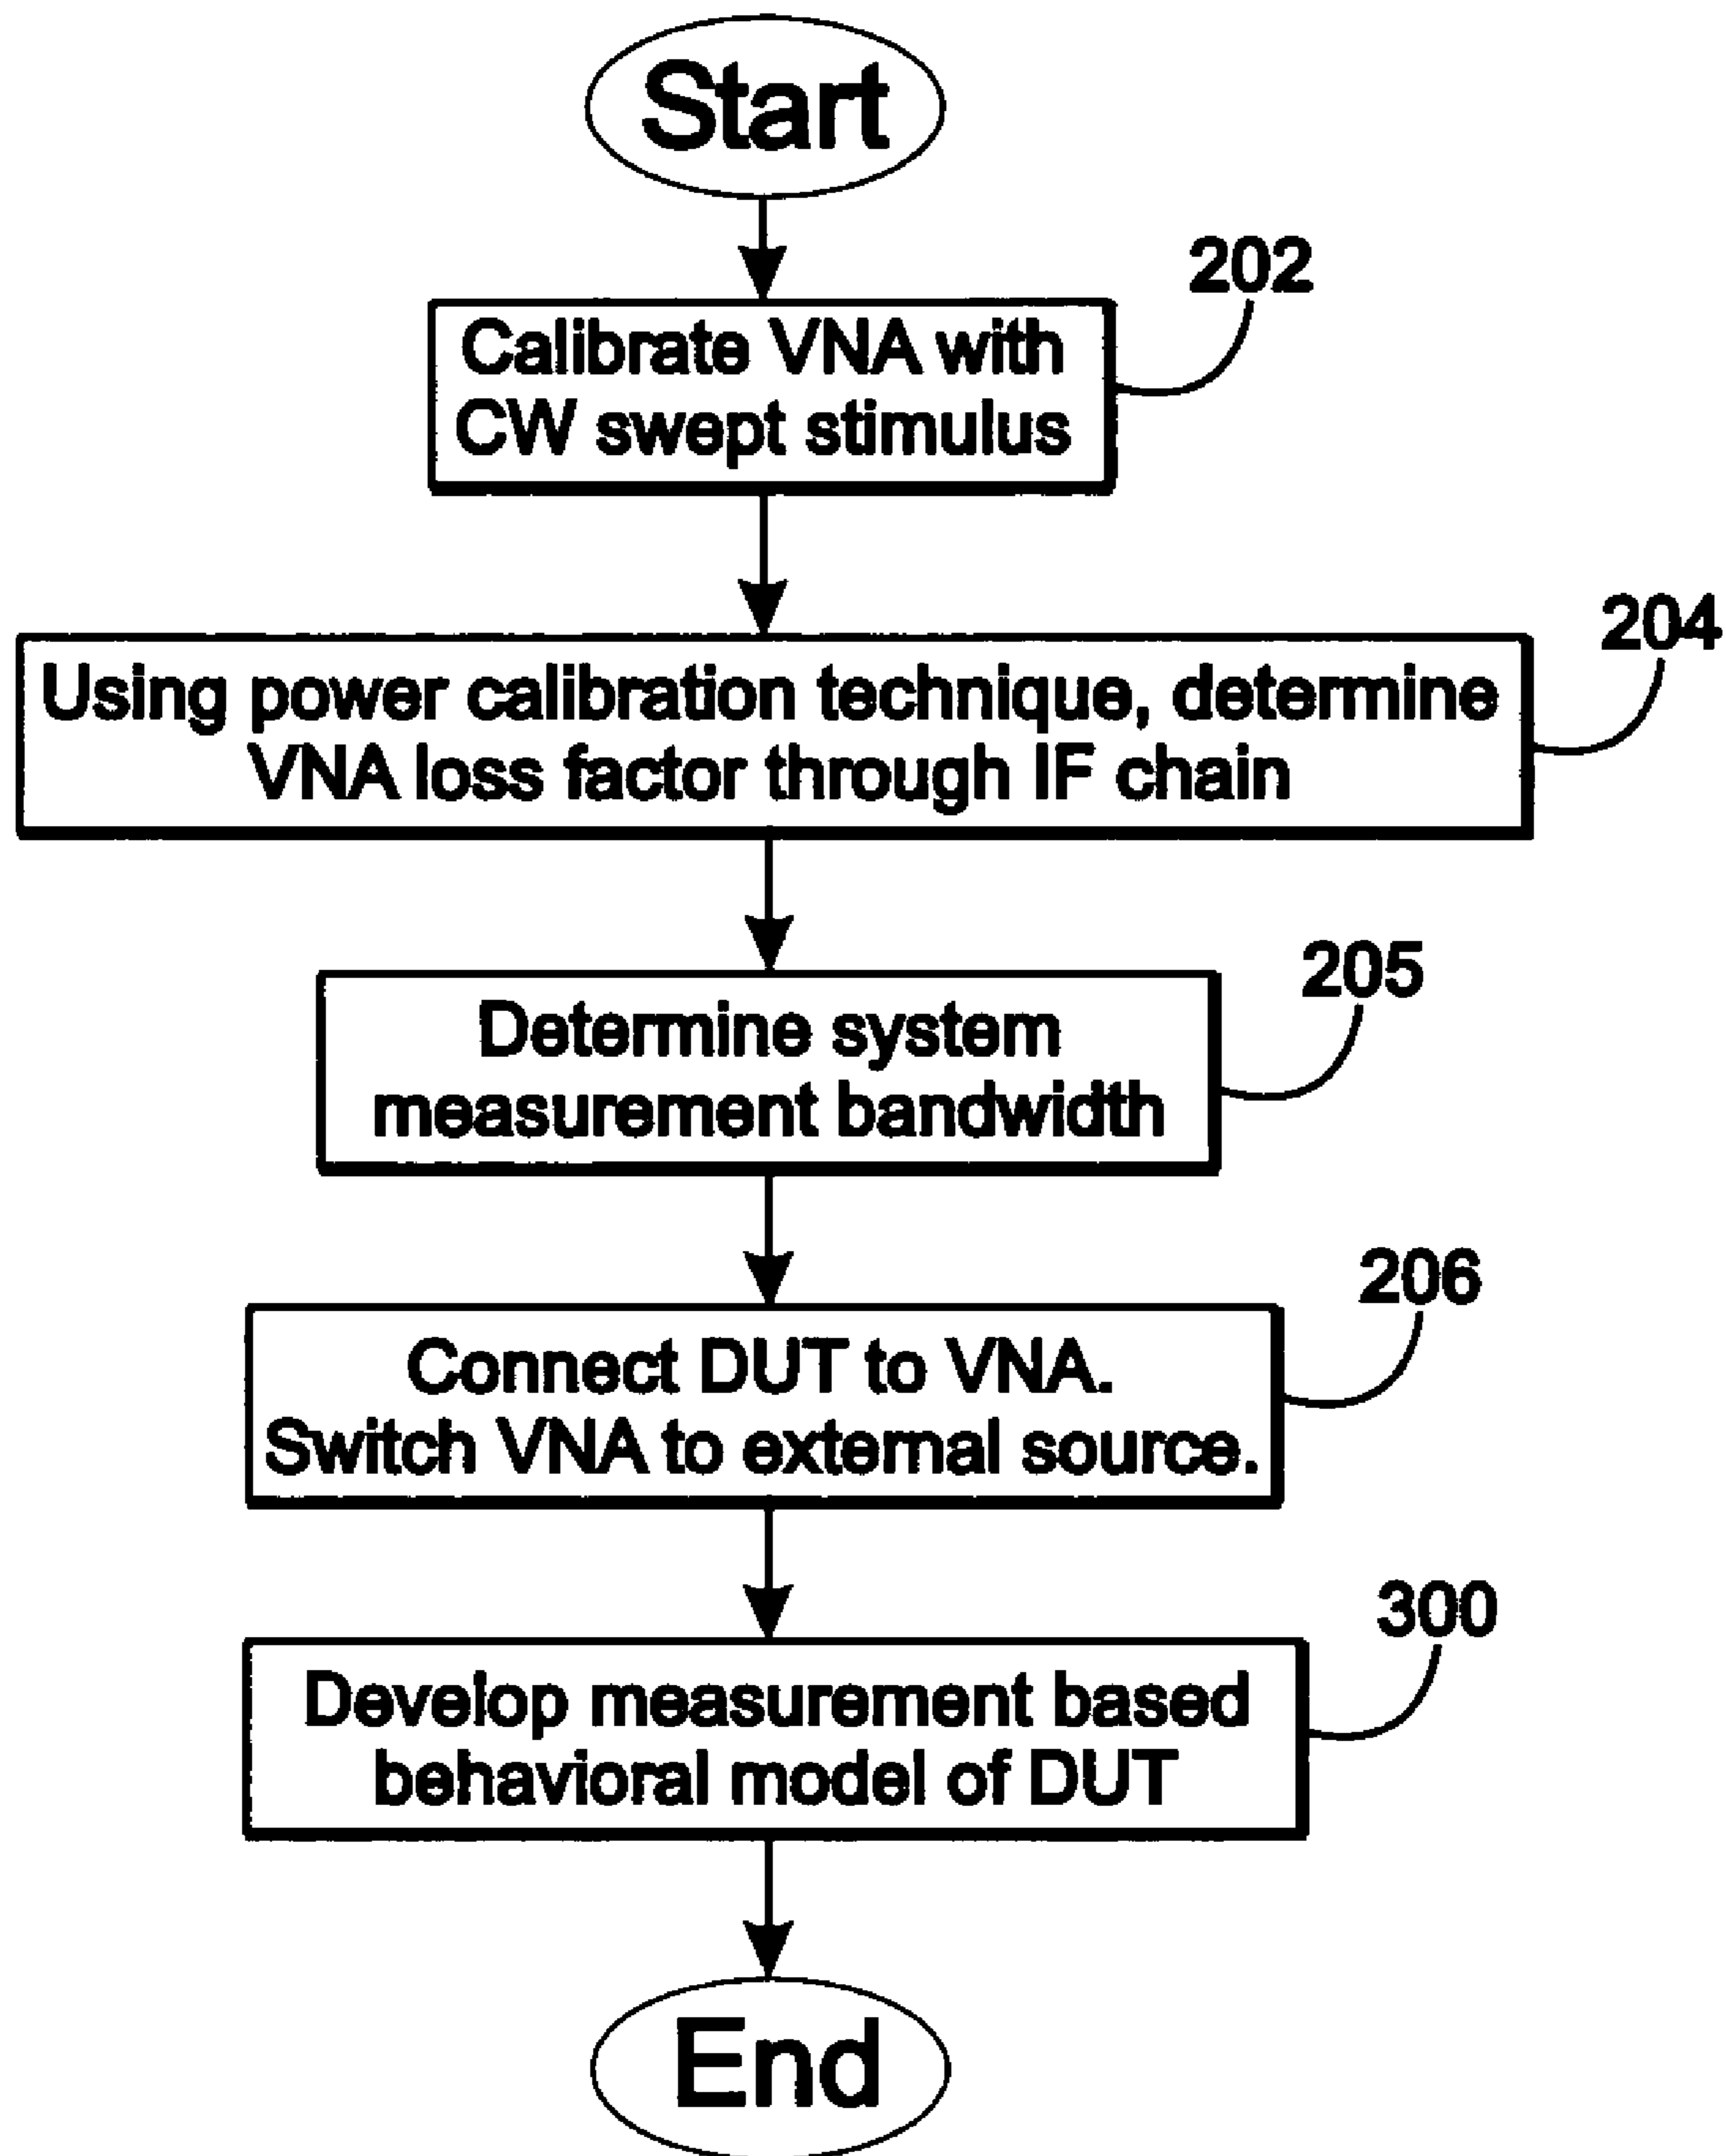 Start
202
Calibrate VNA with
CW swept stimulus
204
Using power calibration technique, determine
VNA loss factor through IF chain
205
Determine system
measurement bandwidth
206
Connect DUT to VNA.
Switch VNA to external source.
300
Develop measurement based
behavioral model of DUT
End